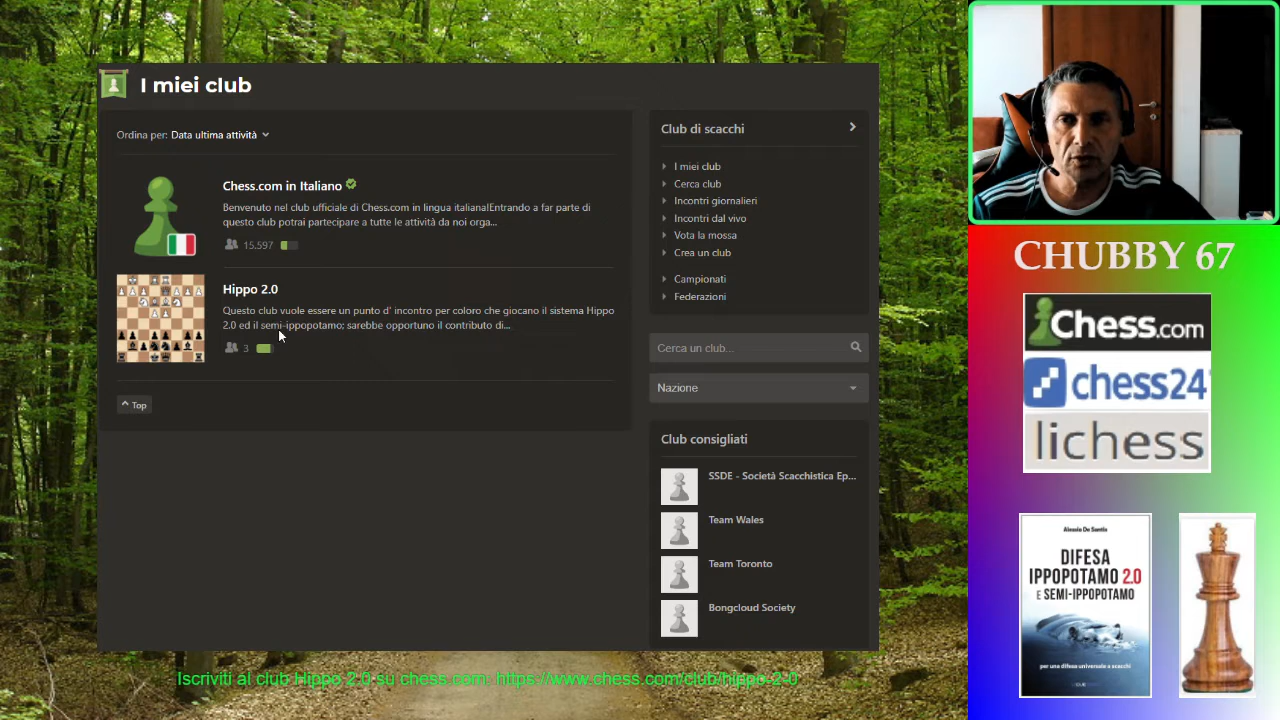 I miei club
Ordina per: Data ultima attività
Chess.com in Italiano
Benvenuto nel club ufficiale di Chess.com in lingua italiana!Entrando a far parte di
questo club potrai partecipare a tutte le attività da noi orga...
15.597
Hippo 2.0
Questo club vuole essere un punto d' incontro per coloro che giocano il sistema Hippo
2.0 ed il semi-ippopotamo; sarebbe opportuno il contributo di...
3
Top
Club di scacchi
I miei club
Cerca club
Incontri giornalieri
Incontri dal vivo
Vota la mossa
Crea un club
Campionati
Federazioni
Cerca un club...
Nazione
Club consigliati
SSDE - Società Scacchistica Ep...
Team Wales
Team Toronto
Bongcloud Society
Iscriviti al club Hippo 2.0 su chess.com: https://www.chess.com/club/hippo-2-0
CHUBBY 67
Chess.com
chess24
lichess
Alessio De Santis
DIFESA
IPPOPOTAMO 2.0
E SEMI-IPPOPOTAMO
per una difesa universale a scacchi